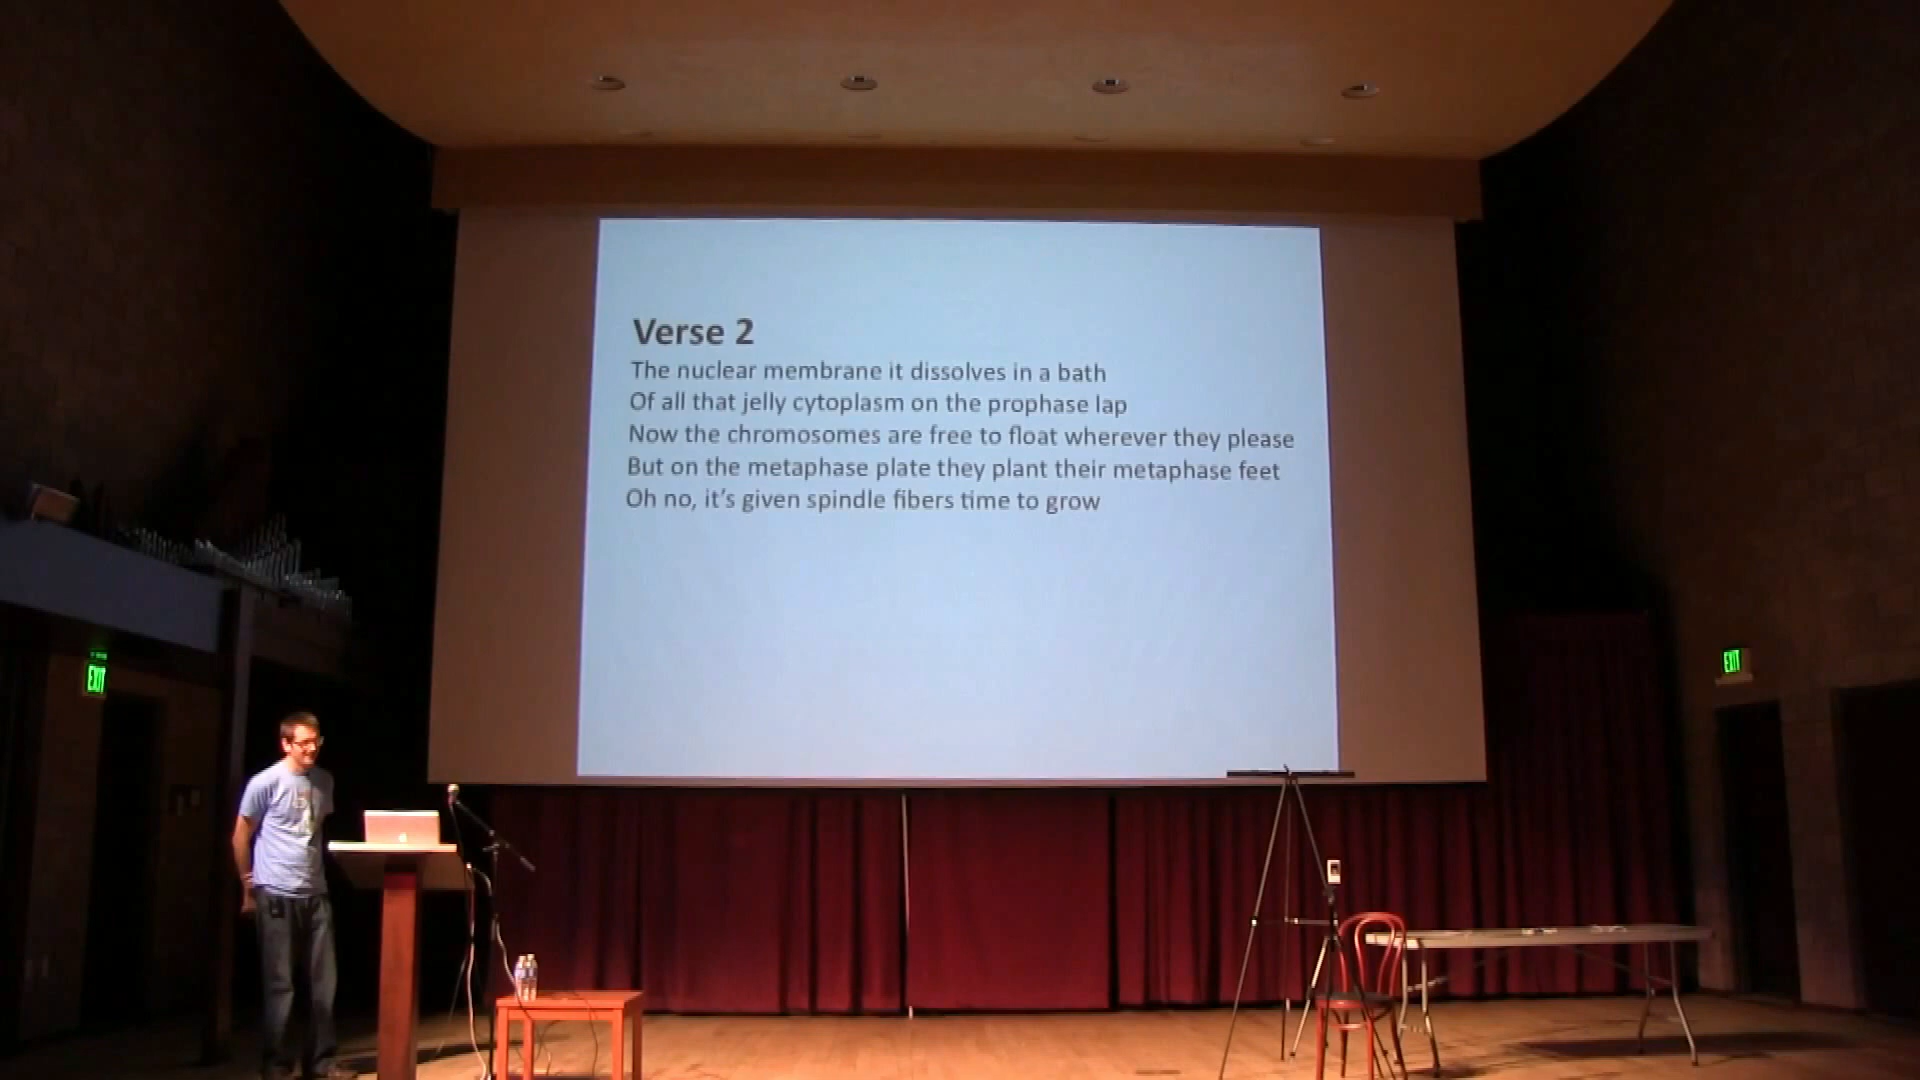 Verse 2
The nuclear membrane it dissolves in a bath
Of all that jelly cytoplasm on the prophase lap
Now the chromosomes are free to float wherever they please
But on the metaphase plate they plant their metaphase feet
Oh no, it's given spindle fibers time to grow
EXIT
EXIT